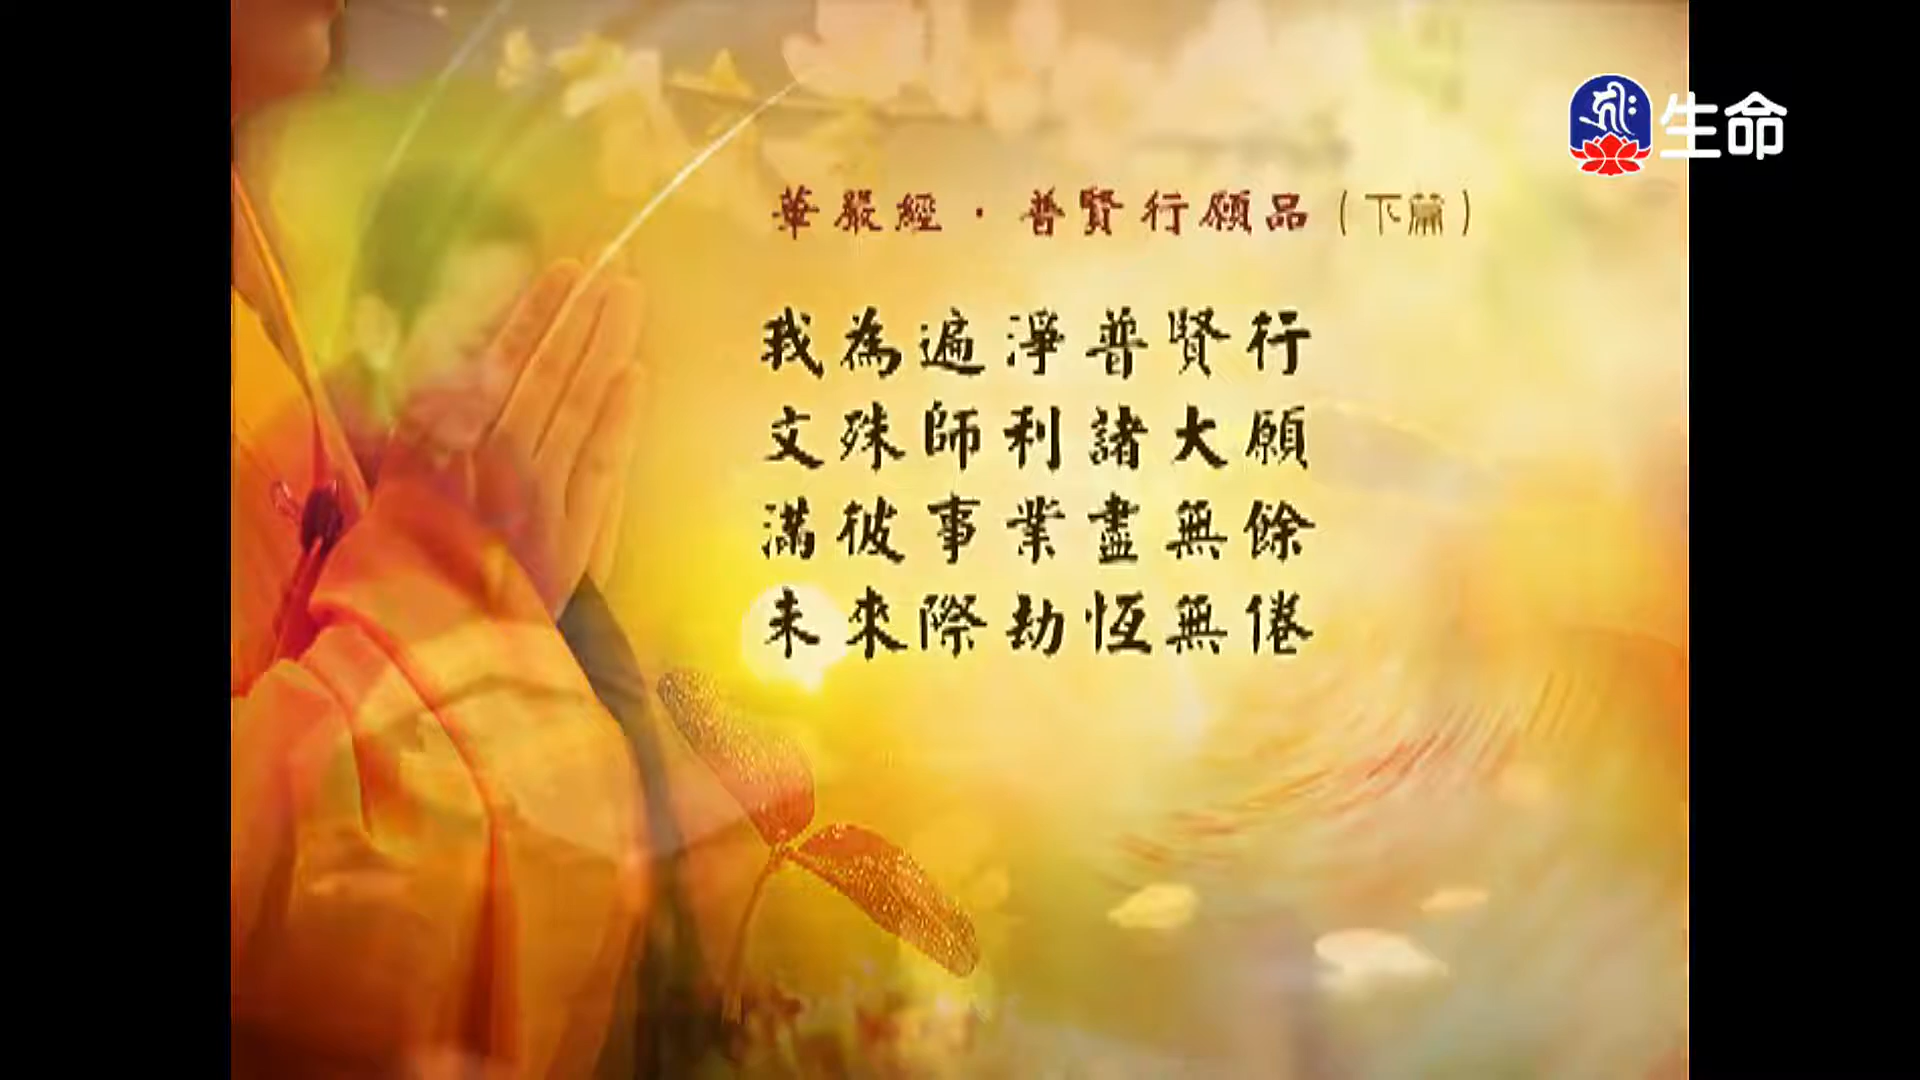 生命
華嚴經·普賢行願品(下篇)
我為遍淨普賢行
文殊師利諸大願
滿彼事業盡無餘
未來際劫恆無倦